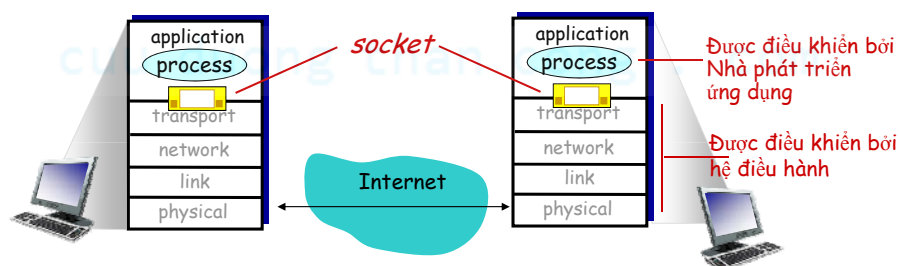 application
process
transport
network
link
physical
socket
Internet
application
process
transport
network
link
physical
Được điều khiển bởi
Nhà phát triển
ứng dụng
Được điều khiển bởi
hệ điều hành